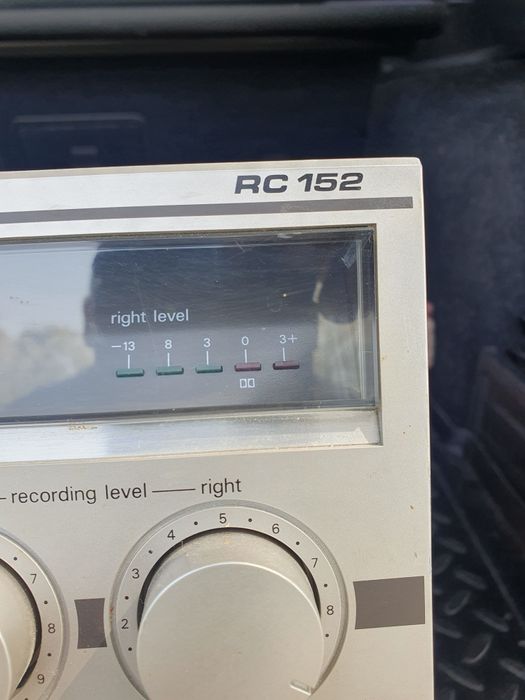 RC 152
right level
−13 8 3 0 3+
recording level — right
7
8
9
2 3 4 5 6 7 8